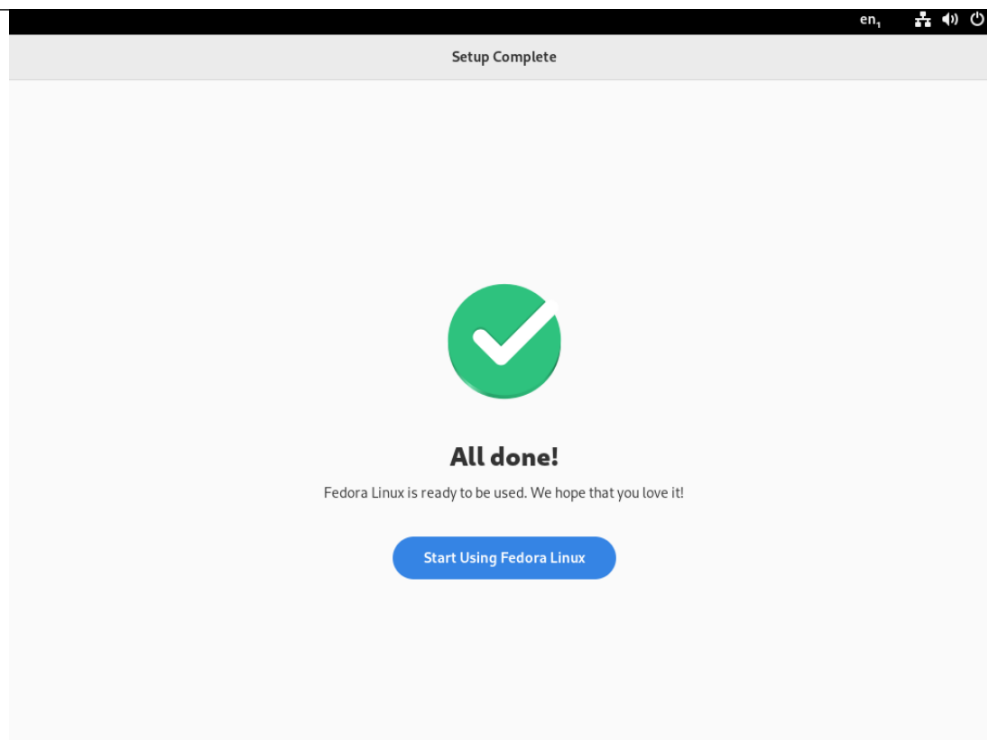 en₁
Setup Complete
All done!
Fedora Linux is ready to be used. We hope that you love it!
Start Using Fedora Linux